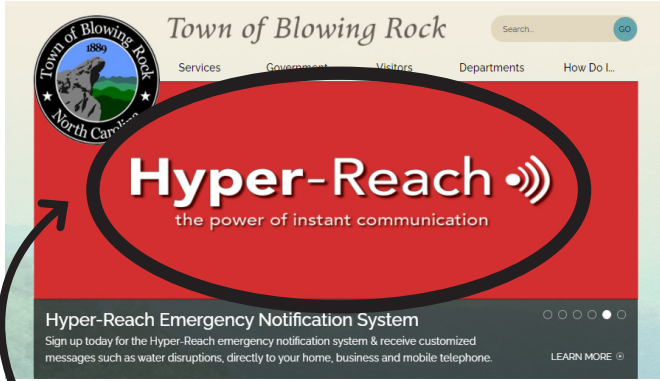 Town of Blowing Rock
1889
North Carolina
Town of Blowing Rock
Search...
GO
Services Government Visitors Departments How Do I...
Hyper-Reach
the power of instant communication
Hyper-Reach Emergency Notification System
Sign up today for the Hyper-Reach emergency notification system & receive customized
messages such as water disruptions, directly to your home, business and mobile telephone.
LEARN MORE